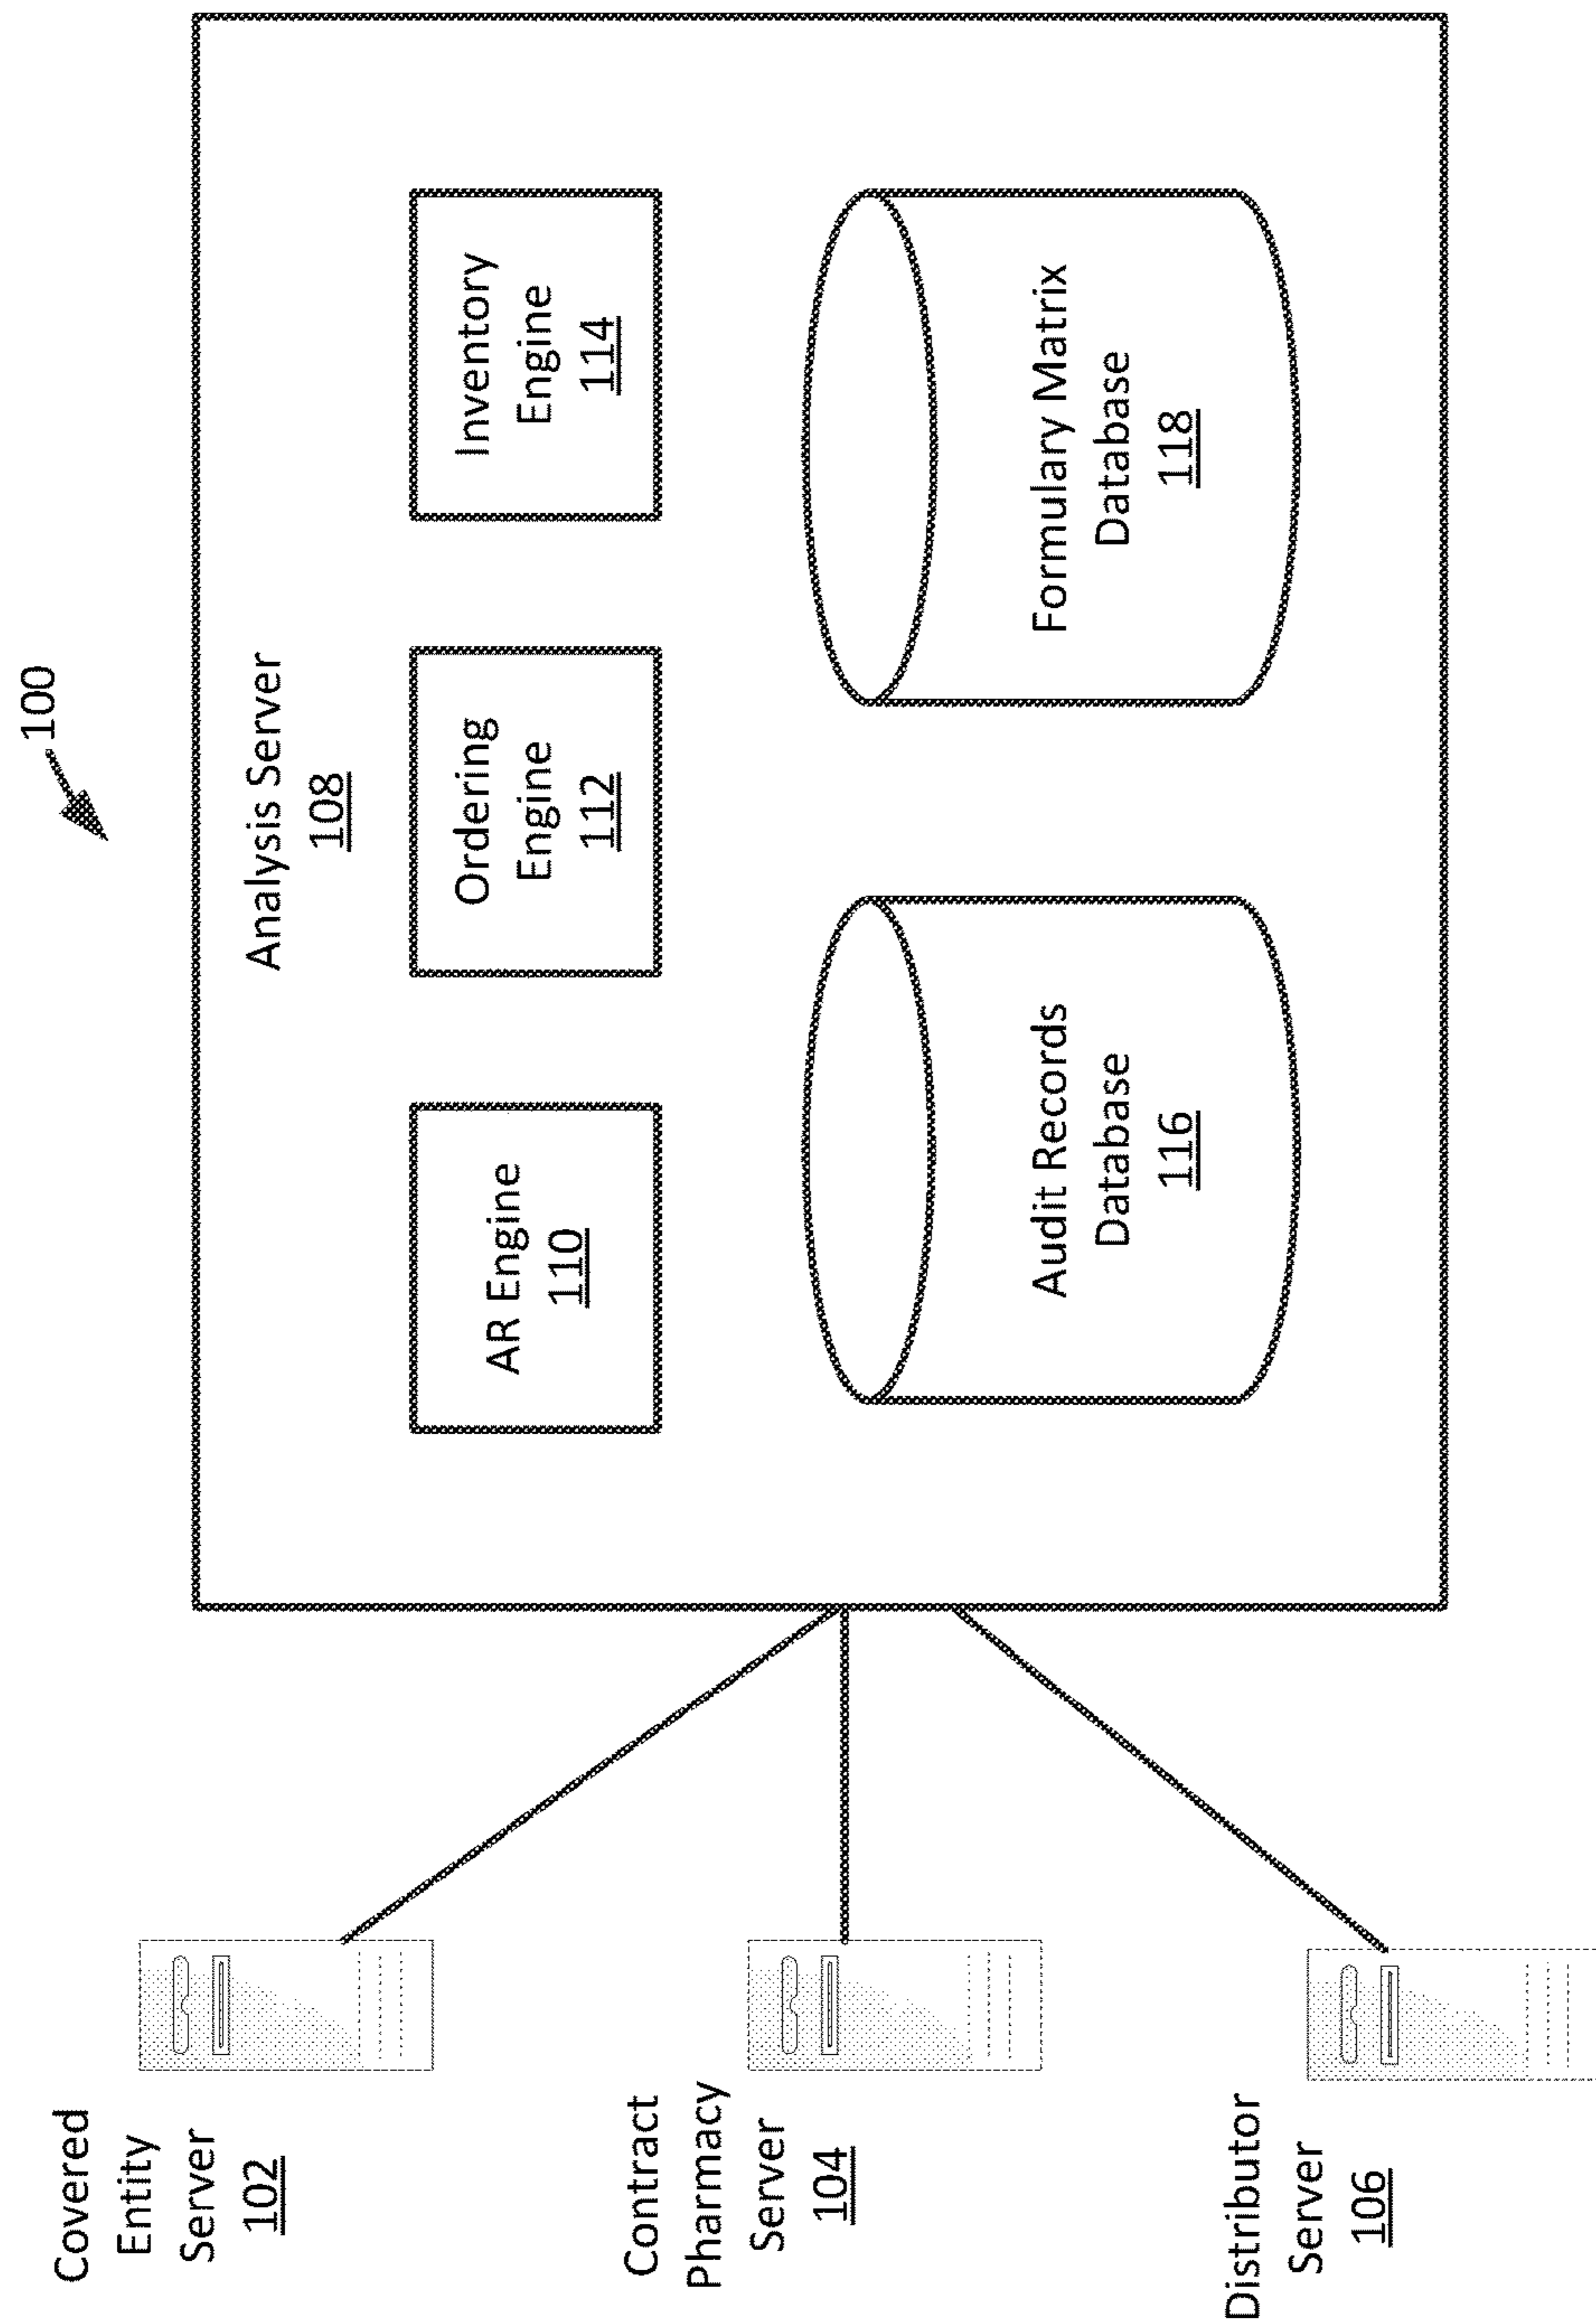 100
Covered
Entity
Server
102
Contract
Pharmacy
Server
104
Distributor
Server
106
Analysis Server
108
AR Engine
110
Ordering
Engine
112
Inventory
Engine
114
Audit Records
Database
116
Formulary Matrix
Database
118